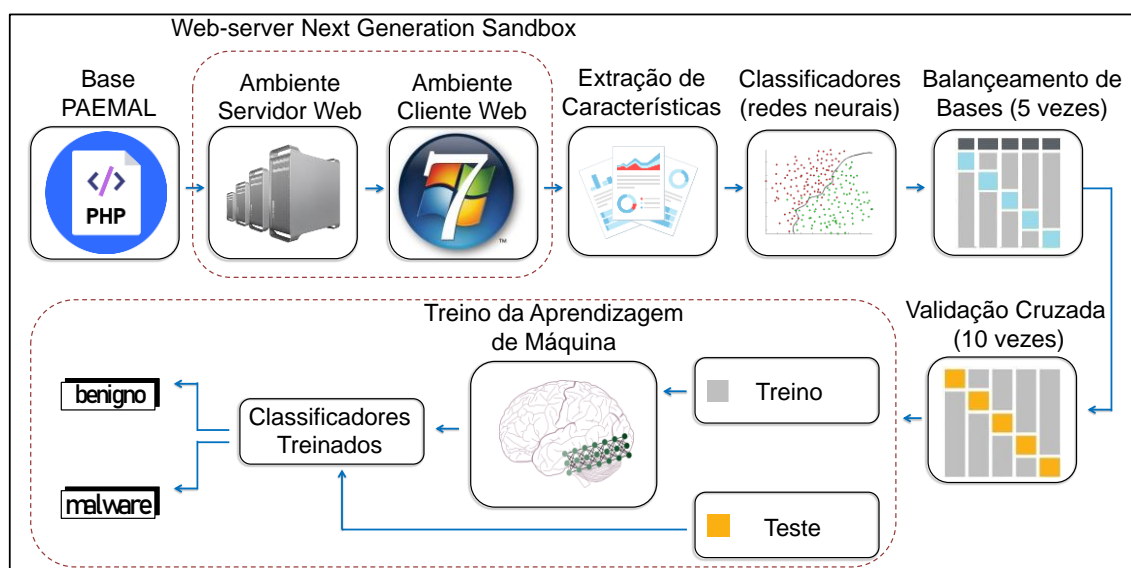 Web-server Next Generation Sandbox
Base
PAEMAL
Ambiente
Servidor Web
Ambiente
Cliente Web
Extração de
Características
Classificadores
(redes neurais)
Balançeamento de
Bases (5 vezes)
</>
PHP
7
TM
Validação Cruzada
(10 vezes)
Treino da Aprendizagem
de Máquina
Treino
Teste
Classificadores
Treinados
benigno
malware